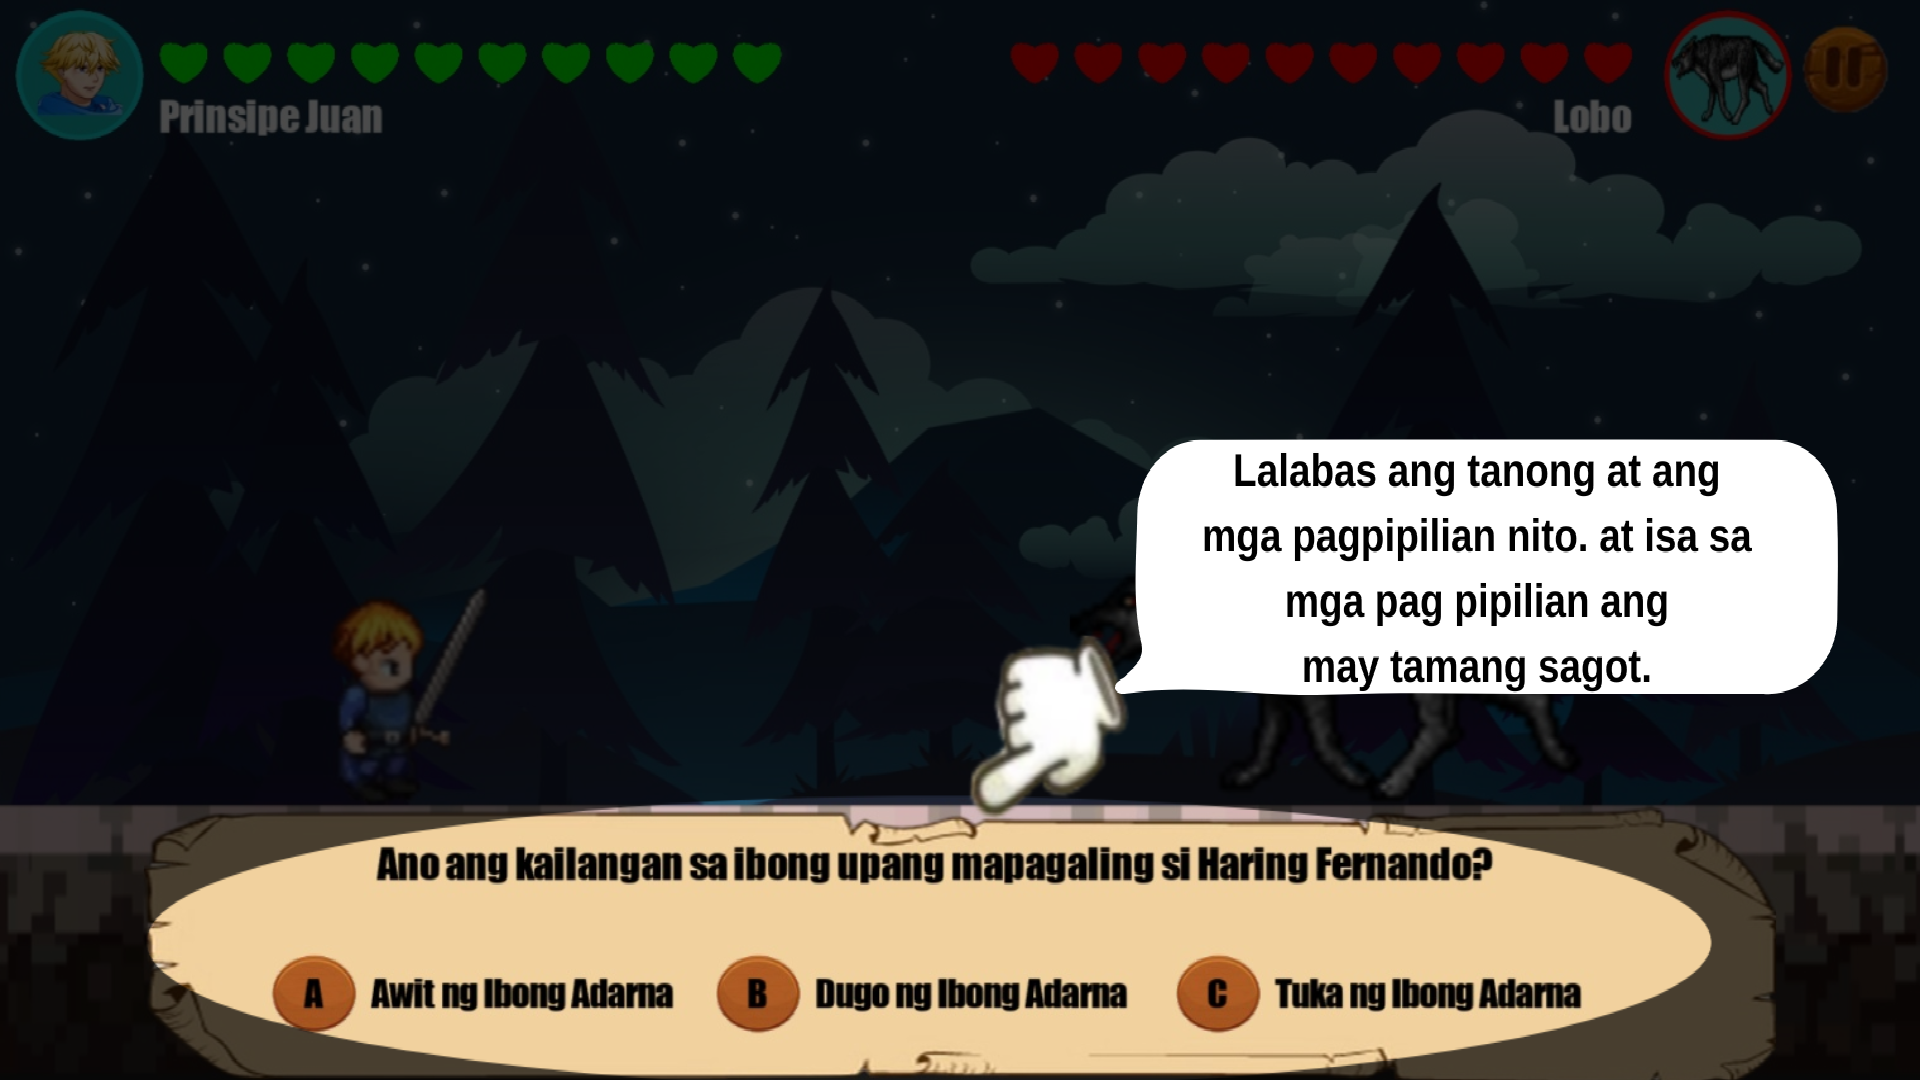 Prinsipe Juan
Lobo
Lalabas ang tanong at ang
mga pagpipilian nito. at isa sa
mga pag pipilian ang
may tamang sagot.
Ano ang kailangan sa ibong upang mapagaling si Haring Fernando?
A Awit ng Ibong Adarna
B Dugo ng Ibong Adarna
C Tuka ng Ibong Adarna